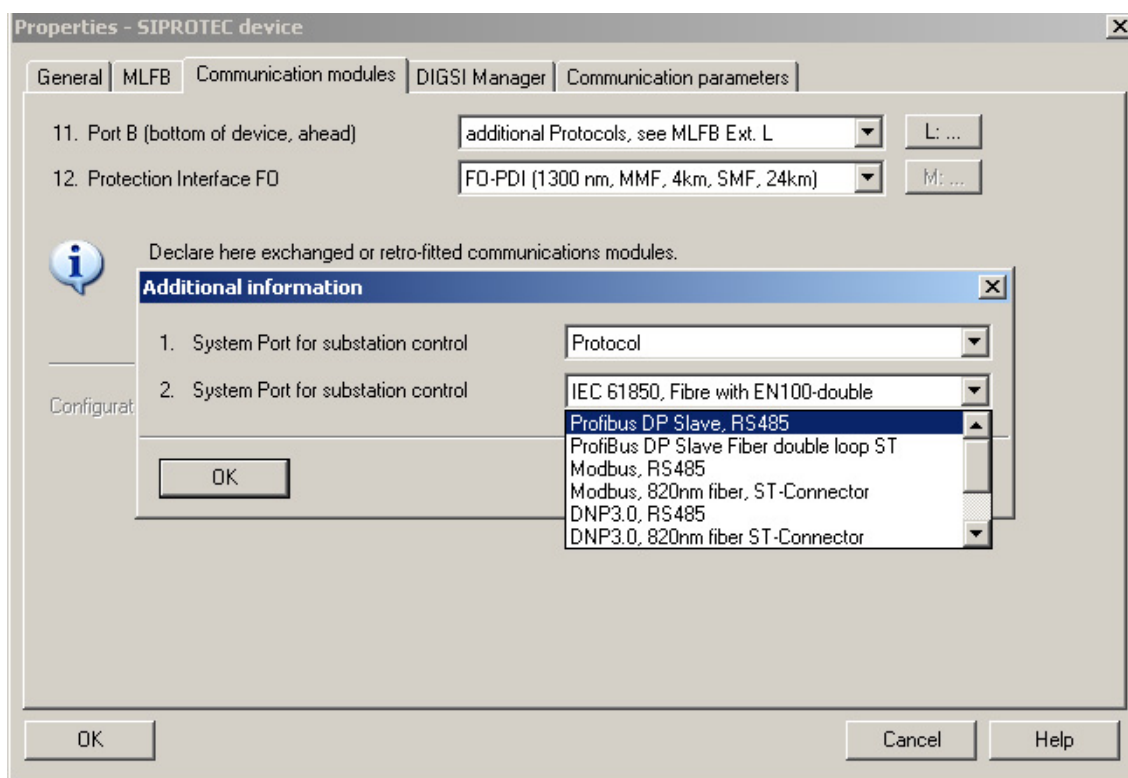 Properties - SIPROTEC device
General MLFB Communication modules DIGSI Manager Communication parameters
11. Port B (bottom of device, ahead) additional Protocols, see MLFB Ext. L L: ...
12. Protection Interface FO FO-PDI (1300 nm, MMF, 4km, SMF, 24km) M: ...
Declare here exchanged or retro-fitted communications modules.
Additional information
1. System Port for substation control Protocol
2. System Port for substation control IEC 61850, Fibre with EN100-double
Configurat
Profibus DP Slave, RS485
ProfiBus DP Slave Fiber double loop ST
Modbus, RS485
Modbus, 820nm fiber, ST-Connector
DNP3.0, RS485
DNP3.0, 820nm fiber ST-Connector
OK
OK Cancel Help